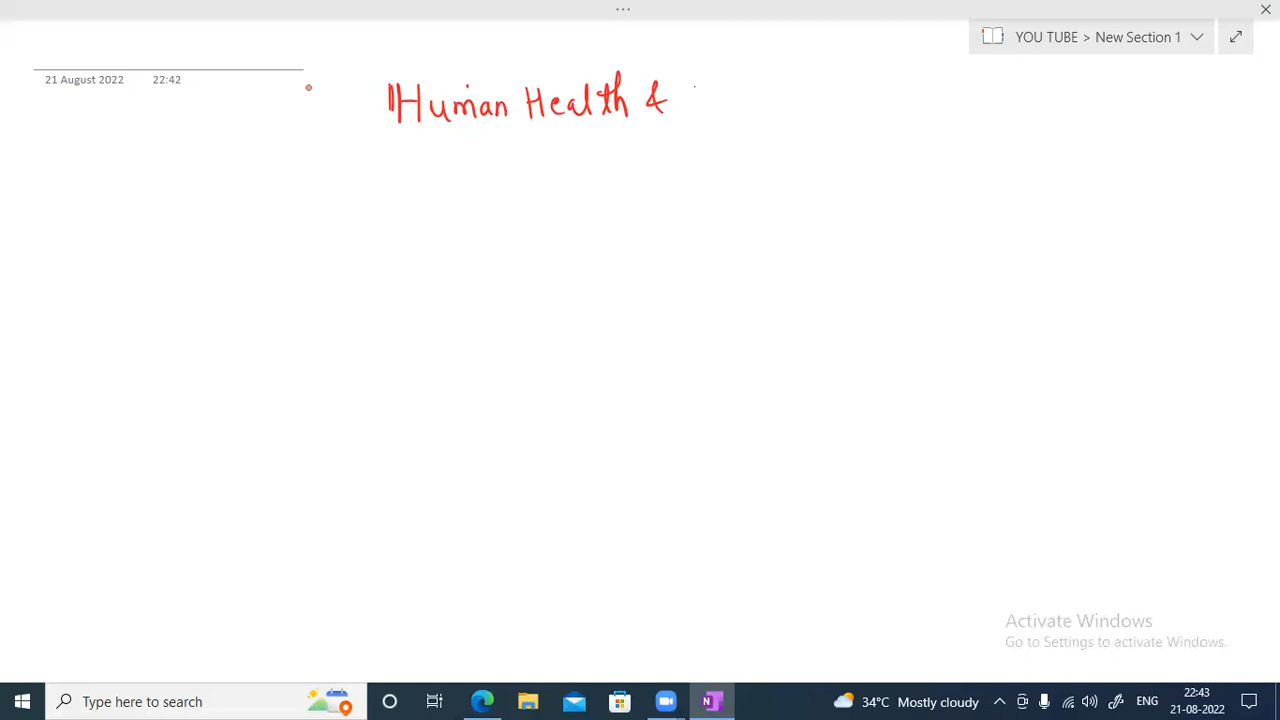 YOU TUBE > New Section 1
21 August 2022 22:42
Human Health &
Activate Windows
Go to Settings to activate Windows.
Type here to search
34°C Mostly cloudy
ENG
22:43
21-08-2022